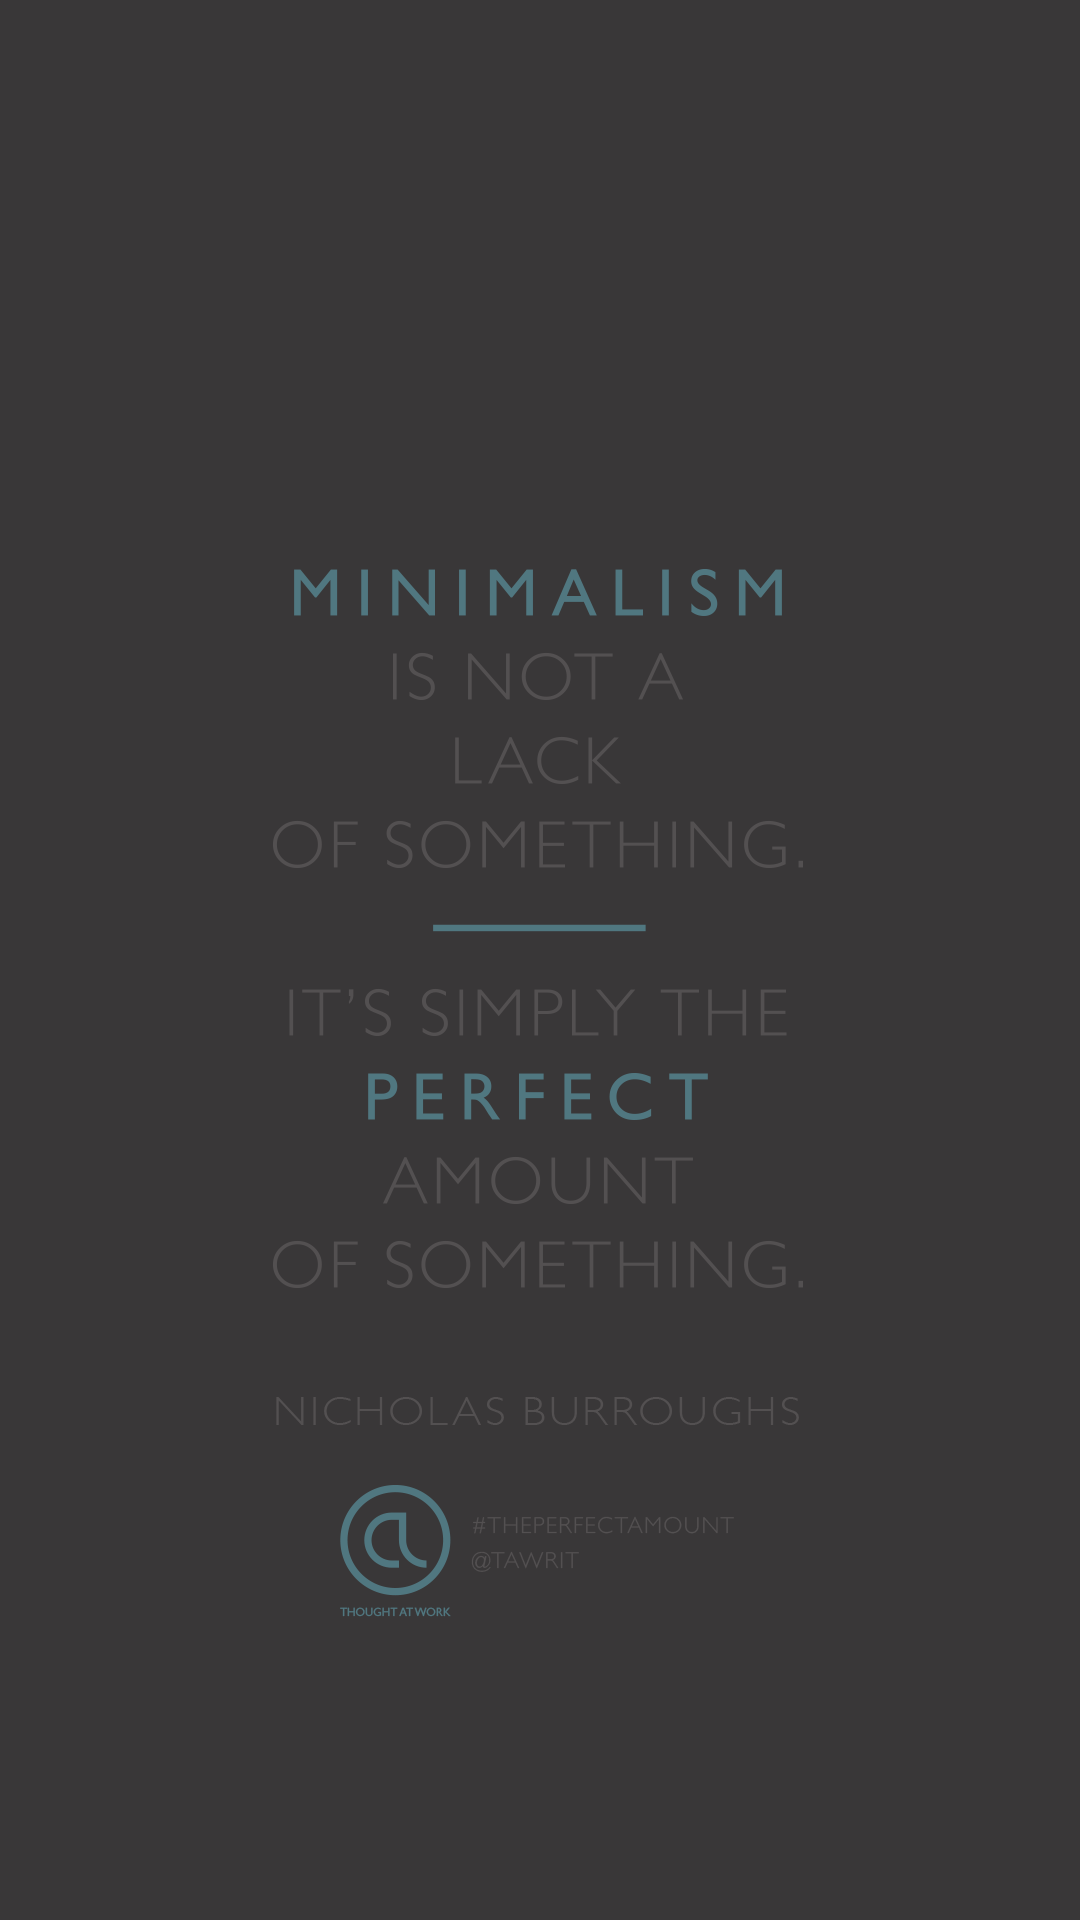 MINIMALISM
IS NOT A
LACK
OF SOMETHING.
IT’S SIMPLY THE
PERFECT
AMOUNT
OF SOMETHING.
NICHOLAS BURROUGHS
#THEPERFECTAMOUNT
@TAWRIT
THOUGHT AT WORK